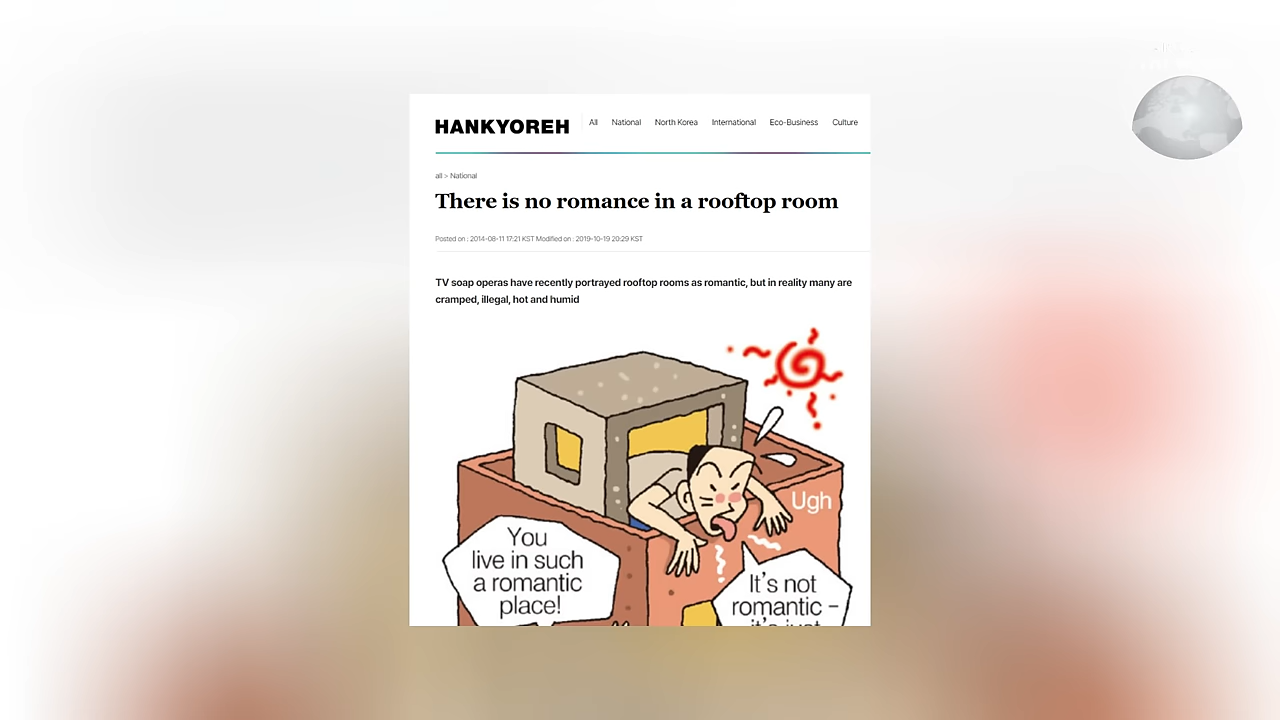 HANKYOREH
All National North Korea International Eco-Business Culture
all > National
There is no romance in a rooftop room
Posted on : 2014-08-11 17:21 KST Modified on : 2019-10-19 20:29 KST
TV soap operas have recently portrayed rooftop rooms as romantic, but in reality many are
cramped, illegal, hot and humid
Ugh
You
live in such
a romantic
place!
It's not
romantic –
it's just